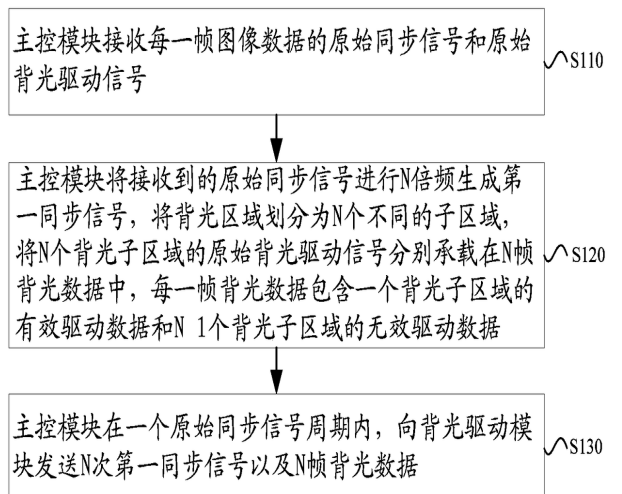 主控模块接收每一帧图像数据的原始同步信号和原始
背光驱动信号
S110
主控模块将接收到的原始同步信号进行N倍频生成第
一同步信号，将背光区域划分为N个不同的子区域，
将N个背光子区域的原始背光驱动信号分别承载在N帧
背光数据中，每一帧背光数据包含一个背光子区域的
有效驱动数据和N 1个背光子区域的无效驱动数据
S120
主控模块在一个原始同步信号周期内，向背光驱动模
块发送N次第一同步信号以及N帧背光数据
S130